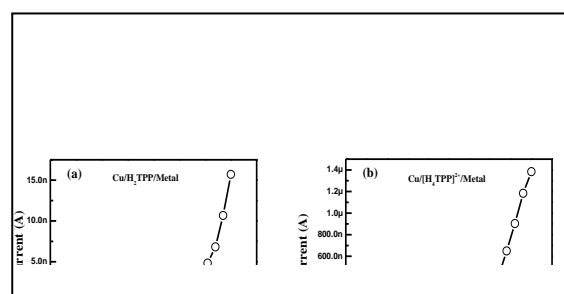 (a) Cu/H2TPP/Metal
15.0n
10.0n
5.0n
rrent (A)
(b) Cu/[H4TPP]2+/Metal
1.4μ
1.2μ
1.0μ
800.0n
600.0n
rrent (A)